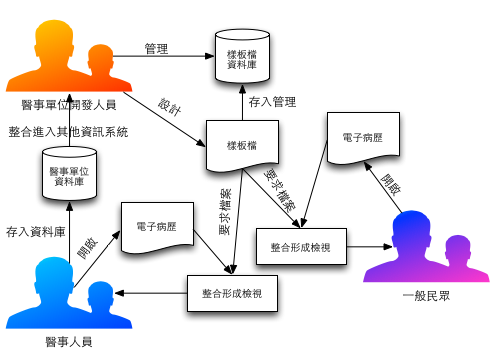 管理
樣板檔
資料庫
醫事單位開發人員
設計
存入管理
整合進入其他資訊系統
樣板檔
電子病歷
醫事單位
資料庫
要求檔案
要求檔案
開啟
存入資料庫
開啟
電子病歷
整合形成檢視
整合形成檢視
一般民眾
醫事人員